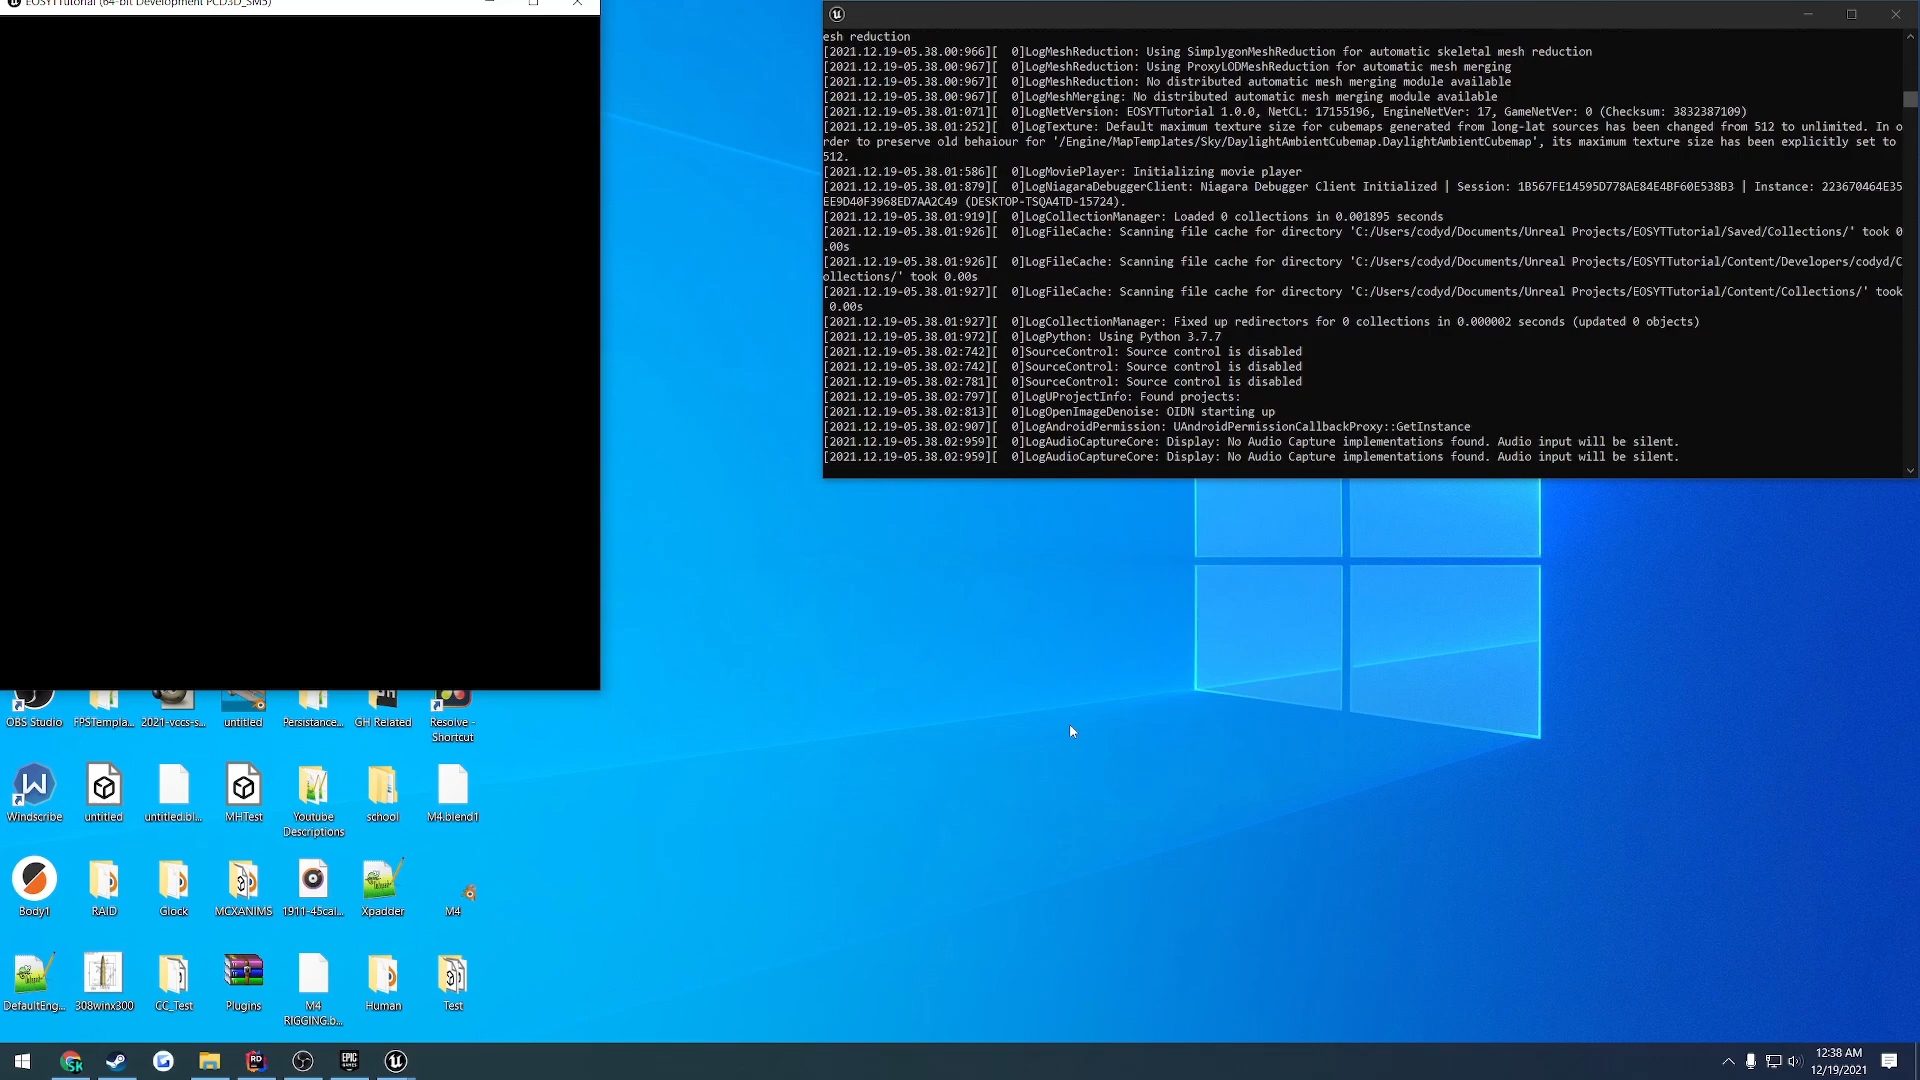 EOSYTTutorial (64-bit Development PCD3D_SM5)
esh reduction
[2021.12.19-05.38.00:966][  0]LogMeshReduction: Using SimplygonMeshReduction for automatic skeletal mesh reduction
[2021.12.19-05.38.00:967][  0]LogMeshReduction: Using ProxyLODMeshReduction for automatic mesh merging
[2021.12.19-05.38.00:967][  0]LogMeshReduction: No distributed automatic mesh merging module available
[2021.12.19-05.38.00:967][  0]LogMeshMerging: No distributed automatic mesh merging module available
[2021.12.19-05.38.01:071][  0]LogNetVersion: EOSYTTutorial 1.0.0, NetCL: 17155196, EngineNetVer: 17, GameNetVer: 0 (Checksum: 3832387109)
[2021.12.19-05.38.01:252][  0]LogTexture: Default maximum texture size for cubemaps generated from long-lat sources has been changed from 512 to unlimited. In o
rder to preserve old behaiour for '/Engine/MapTemplates/Sky/DaylightAmbientCubemap.DaylightAmbientCubemap', its maximum texture size has been explicitly set to
512.
[2021.12.19-05.38.01:586][  0]LogMoviePlayer: Initializing movie player
[2021.12.19-05.38.01:879][  0]LogNiagaraDebuggerClient: Niagara Debugger Client Initialized | Session: 1B567FE14595D778AE84E4BF60E538B3 | Instance: 223670464E35
EE9D40F3968ED7AA2C49 (DESKTOP-TSQA4TD-15724).
[2021.12.19-05.38.01:919][  0]LogCollectionManager: Loaded 0 collections in 0.001895 seconds
[2021.12.19-05.38.01:926][  0]LogFileCache: Scanning file cache for directory 'C:/Users/codyd/Documents/Unreal Projects/EOSYTTutorial/Saved/Collections/' took 0
.00s
[2021.12.19-05.38.01:926][  0]LogFileCache: Scanning file cache for directory 'C:/Users/codyd/Documents/Unreal Projects/EOSYTTutorial/Content/Developers/codyd/C
ollections/' took 0.00s
[2021.12.19-05.38.01:927][  0]LogFileCache: Scanning file cache for directory 'C:/Users/codyd/Documents/Unreal Projects/EOSYTTutorial/Content/Collections/' took
0.00s
[2021.12.19-05.38.01:927][  0]LogCollectionManager: Fixed up redirectors for 0 collections in 0.000002 seconds (updated 0 objects)
[2021.12.19-05.38.01:972][  0]LogPython: Using Python 3.7.7
[2021.12.19-05.38.02:742][  0]SourceControl: Source control is disabled
[2021.12.19-05.38.02:742][  0]SourceControl: Source control is disabled
[2021.12.19-05.38.02:781][  0]SourceControl: Source control is disabled
[2021.12.19-05.38.02:797][  0]LogUProjectInfo: Found projects:
[2021.12.19-05.38.02:813][  0]LogOpenImageDenoise: OIDN starting up
[2021.12.19-05.38.02:907][  0]LogAndroidPermission: UAndroidPermissionCallbackProxy::GetInstance
[2021.12.19-05.38.02:959][  0]LogAudioCaptureCore: Display: No Audio Capture implementations found. Audio input will be silent.
[2021.12.19-05.38.02:959][  0]LogAudioCaptureCore: Display: No Audio Capture implementations found. Audio input will be silent.
OBS Studio FPSTempla... 2021-vccs-s... untitled Persistance... GH Related Resolve - Shortcut
Windscribe untitled untitled.bl... MHTest Youtube Descriptions school M4.blend1
Body1 RAID Glock MCXANIMS 1911-45cal... Xpadder M4
DefaultEng... 308winx300 CC_Test Plugins M4 RIGGING.b... Human Test
12:38 AM
12/19/2021